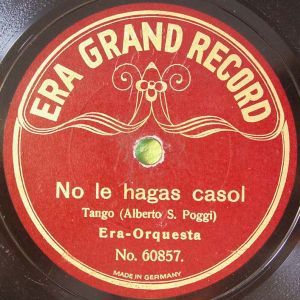 ERA GRAND RECORD
No le hagas casol
Tango (Alberto S. Poggi)
Era-Orquesta
No. 60857.
MADE IN GERMANY